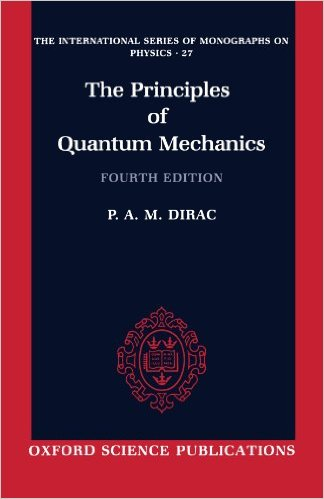 THE INTERNATIONAL SERIES OF MONOGRAPHS ON
PHYSICS · 27
The Principles
of
Quantum Mechanics
FOURTH EDITION
P. A. M. DIRAC
OXFORD SCIENCE PUBLICATIONS